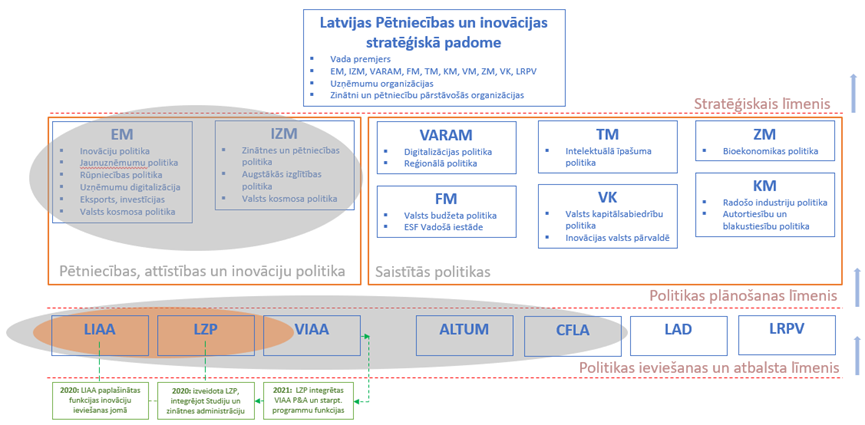 Latvijas Pētniecības un inovācijas
stratēģiskā padome
Vada premjers
EM, IZM, VARAM, FM, TM, KM, VM, ZM, VK, LRPV
Uzņēmumu organizācijas
Zinātni un pētniecību pārstāvošās organizācijas
Stratēģiskais līmenis
EM
Inovāciju politika
Jaunuzņēmumu politika
Rūpniecības politika
Uzņēmumu digitalizācija
Eksports, investīcijas
Valsts kosmosa politika
IZM
Zinātnes un pētniecības
politika
Augstākās izglītības
politika
Valsts kosmosa politika
Pētniecības, attīstības un inovāciju politika
VARAM
Digitalizācijas politika
Reģionālā politika
TM
Intelektuālā īpašuma
politika
ZM
Bioekonomikas politika
FM
Valsts budžeta politika
ESF Vadošā iestāde
VK
Valsts kapitālsabiedrību
politika
Inovācijas valsts pārvaldē
KM
Radošo industriju politika
Autortiesību un
blakustiesību politika
Saistītās politikas
Politikas plānošanas līmenis
LIAA
LZP
VIAA
ALTUM
CFLA
LAD
LRPV
Politikas ieviešanas un atbalsta līmenis
2020: LIAA paplašinātas
funkcijas inovāciju
ieviešanas jomā
2020: Izveidota LZP,
integrējot Studiju un
zinātnes administrāciju
2021: LZP integrētas
VIAA P&A un starpt.
programmu funkcijas